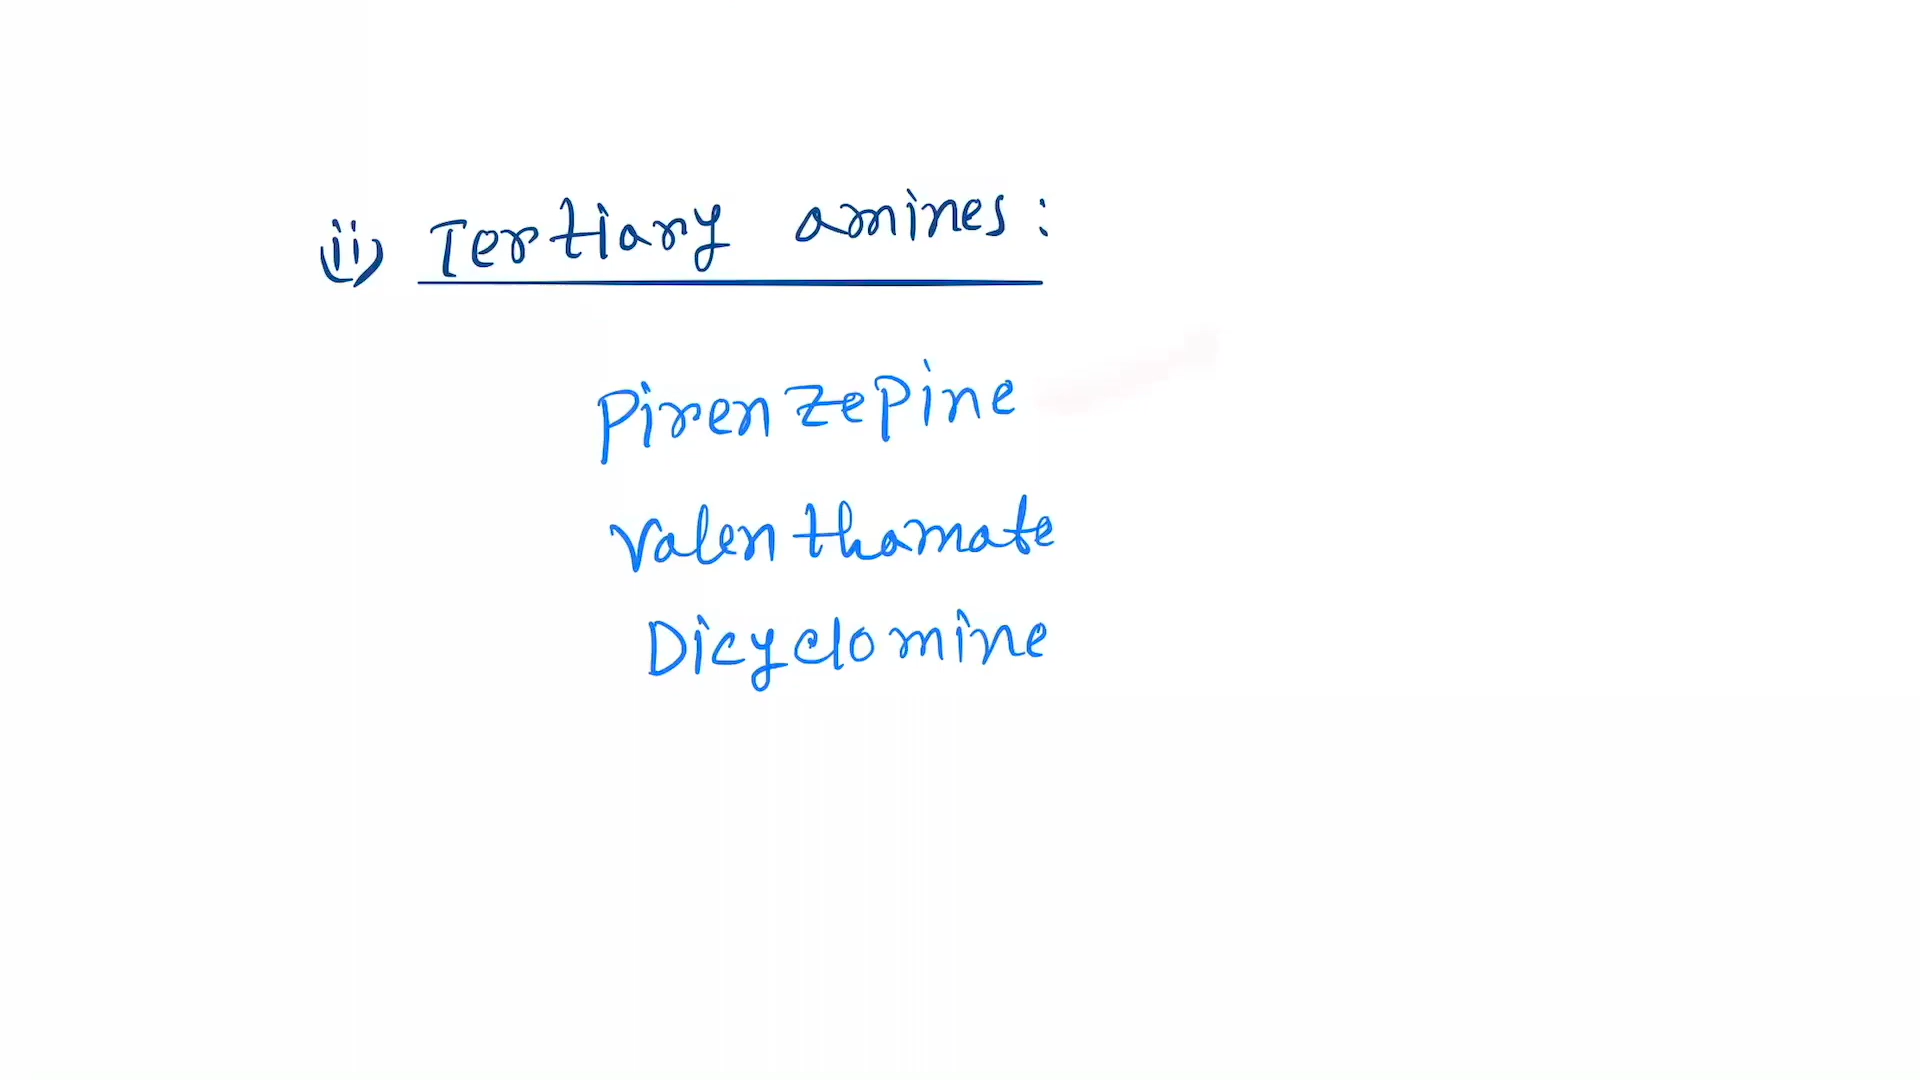 (ii) Tertiary amines:
Pirenzepine
Valenthamate
Dicyclomine